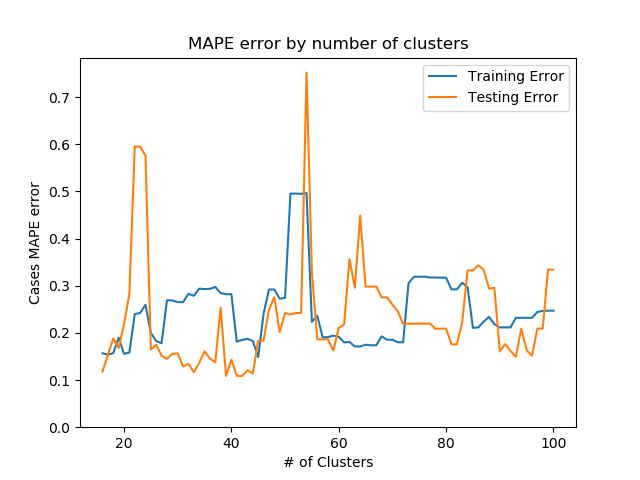 MAPE error by number of clusters
Training Error
Testing Error
0.7
0.6
0.5
0.4
0.3
0.2
0.1
0.0
Cases MAPE error
20
40
60
80
100
# of Clusters